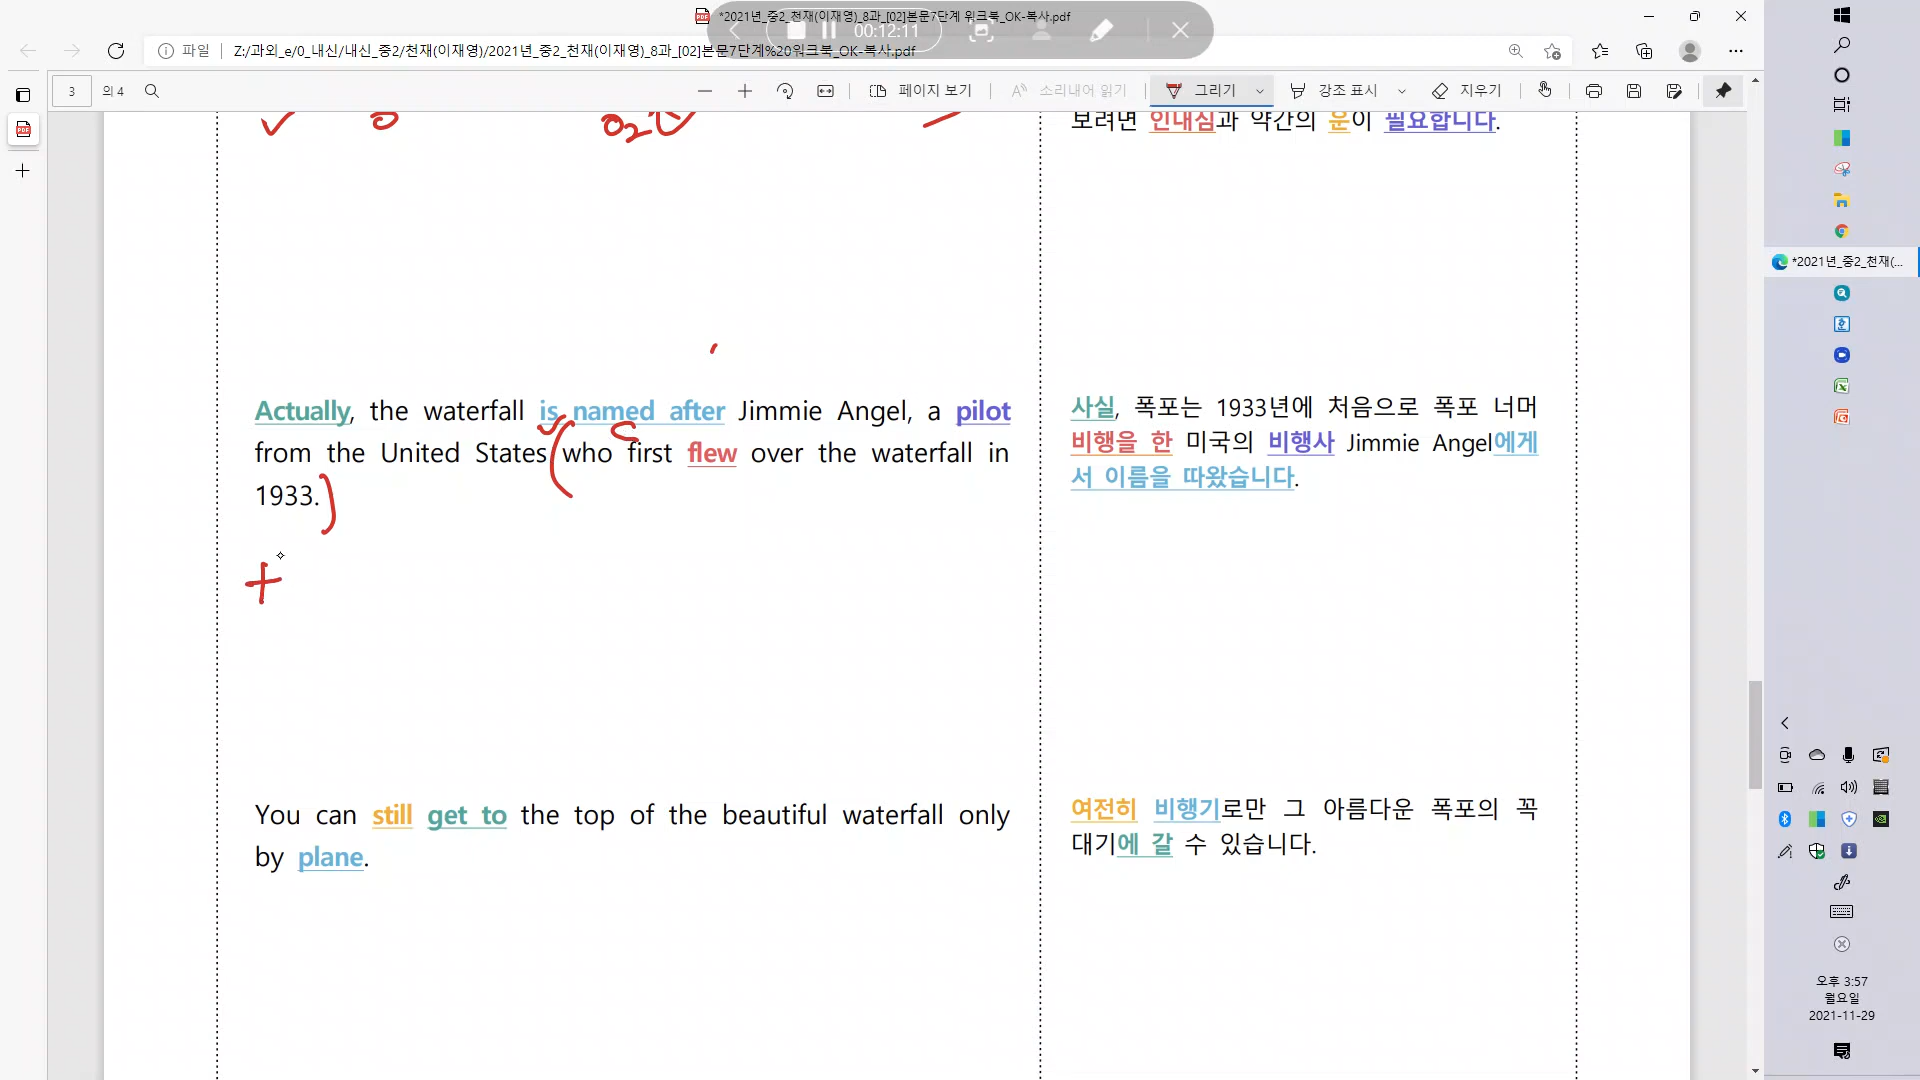 *2021년_중2_천재(이재영)_8과_[02]본문7단계 워크북_OK-복사.pdf
00:12:11
파일
Z:/과외_e/0_내신/내신_중2/천재(이재영)/2021년_중2_천재(이재영)_8과_[02]본문7단계%20워크북_OK-복사.pdf
3 의 4
페이지 보기
소리내어 읽기
그리기
강조 표시
지우기
보려면 인내심과 약간의 운이 필요합니다.
Actually, the waterfall is named after Jimmie Angel, a pilot
from the United States who first flew over the waterfall in
1933.
사실, 폭포는 1933년에 처음으로 폭포 너머
비행을 한 미국의 비행사 Jimmie Angel에게
서 이름을 따왔습니다.
+
You can still get to the top of the beautiful waterfall only
by plane.
여전히 비행기로만 그 아름다운 폭포의 꼭
대기에 갈 수 있습니다.
*2021년_중2_천재(...
오후 3:57
월요일
2021-11-29